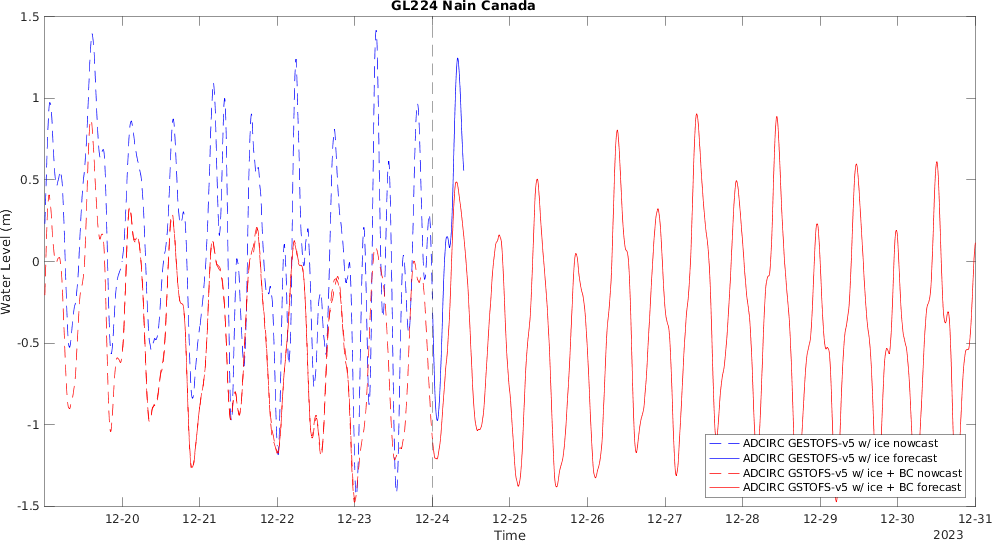 GL224 Nain Canada
Water Level (m)
1.5
1
0.5
0
-0.5
-1
-1.5
12-20
12-21
12-22
12-23
12-24
12-25
12-26
12-27
12-28
12-29
12-30
12-31
Time
2023
ADCIRC GESTOFS-v5 w/ ice nowcast
ADCIRC GESTOFS-v5 w/ ice forecast
ADCIRC GSTOFS-v5 w/ ice + BC nowcast
ADCIRC GSTOFS-v5 w/ ice + BC forecast